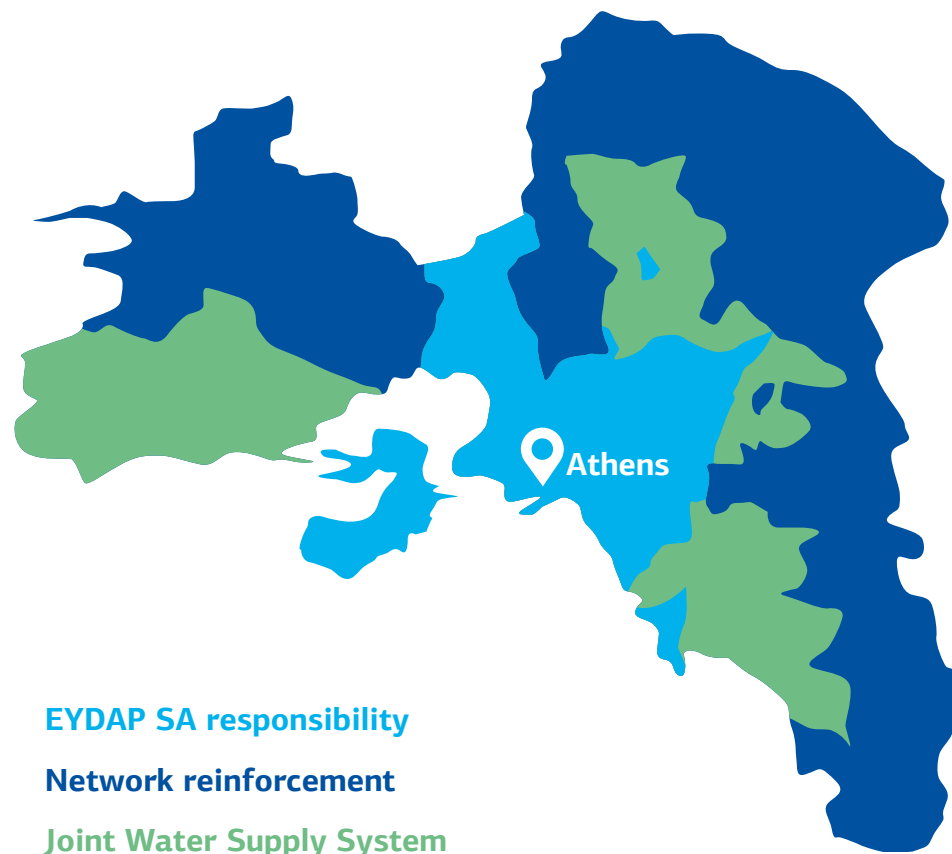 Athens
EYDAP SA responsibility
Network reinforcement
Joint Water Supply System